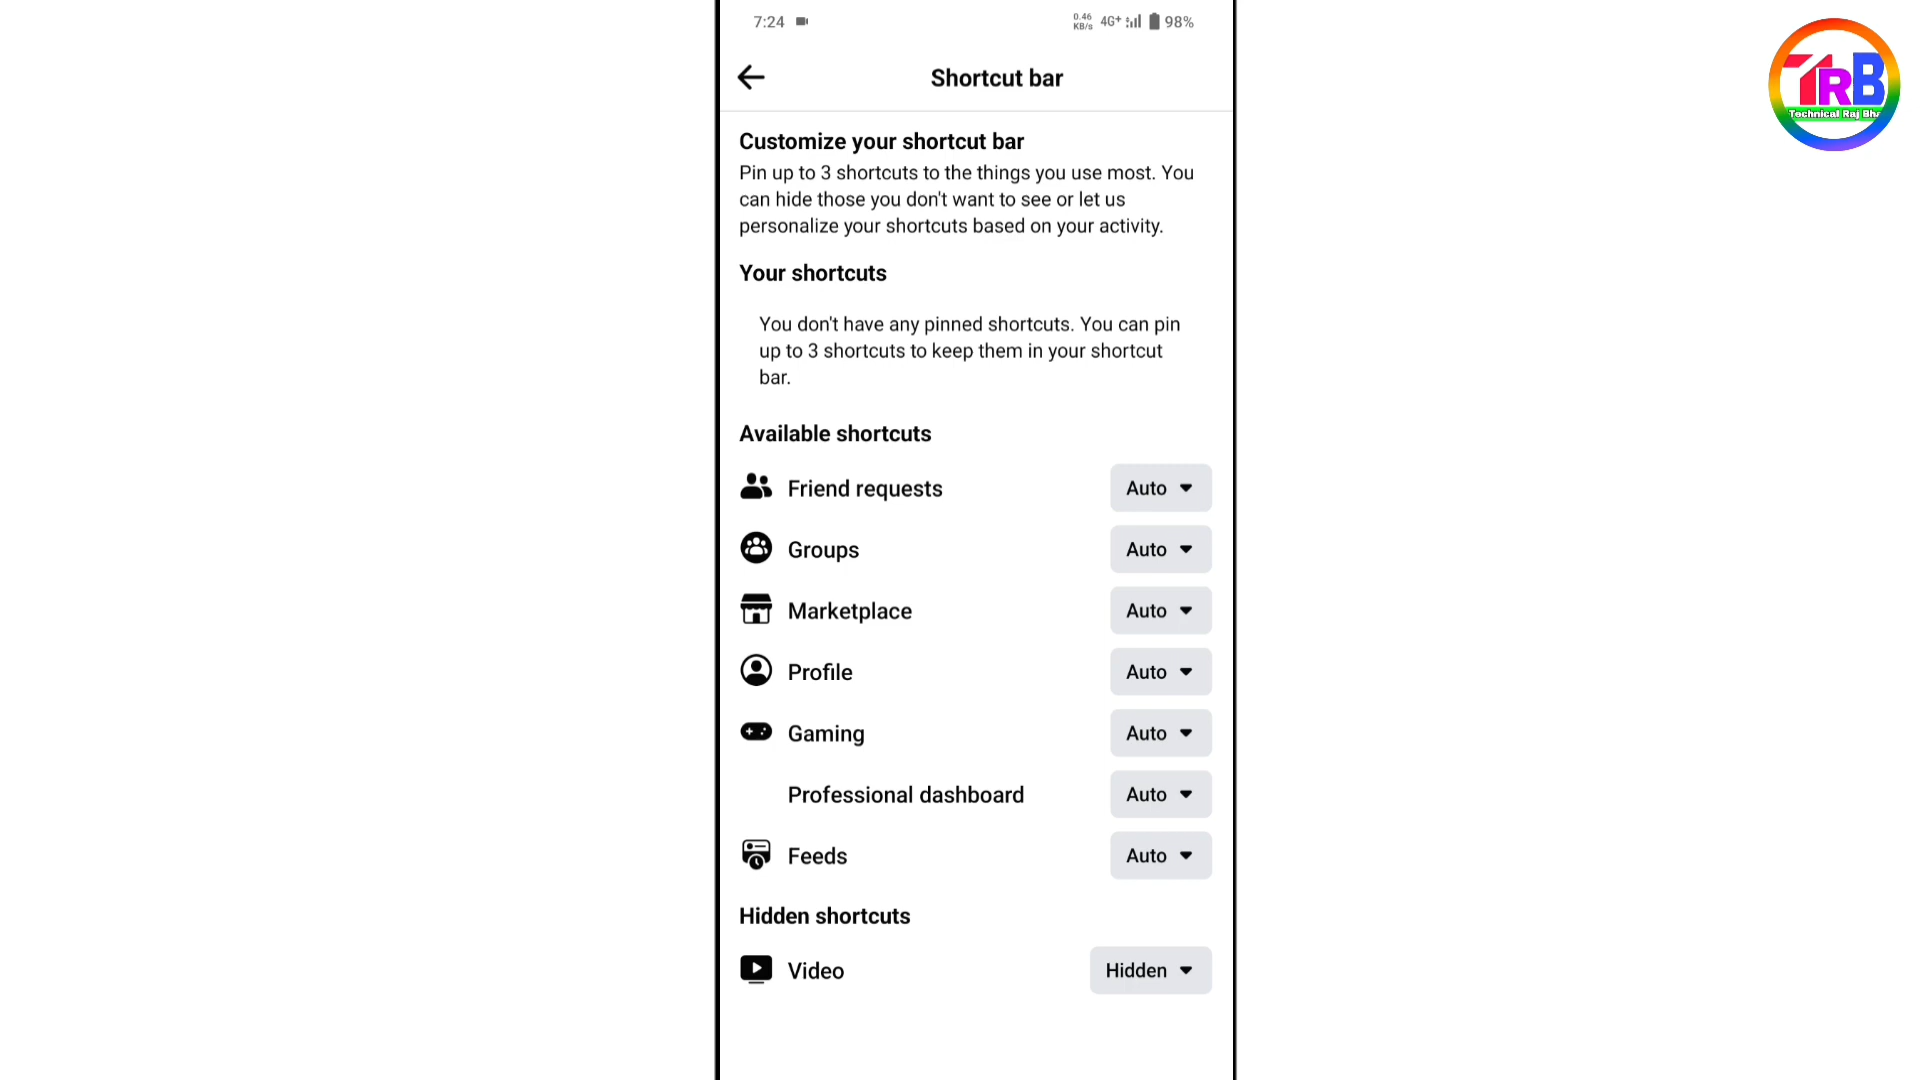 7:24
0.46
KB/s
4G+
98%
Shortcut bar
Customize your shortcut bar
Pin up to 3 shortcuts to the things you use most. You
can hide those you don't want to see or let us
personalize your shortcuts based on your activity.
Your shortcuts
You don't have any pinned shortcuts. You can pin
up to 3 shortcuts to keep them in your shortcut
bar.
Available shortcuts
Friend requests
Auto
Groups
Auto
Marketplace
Auto
Profile
Auto
Gaming
Auto
Professional dashboard
Auto
Feeds
Auto
Hidden shortcuts
Video
Hidden
TRB
Technical Raj